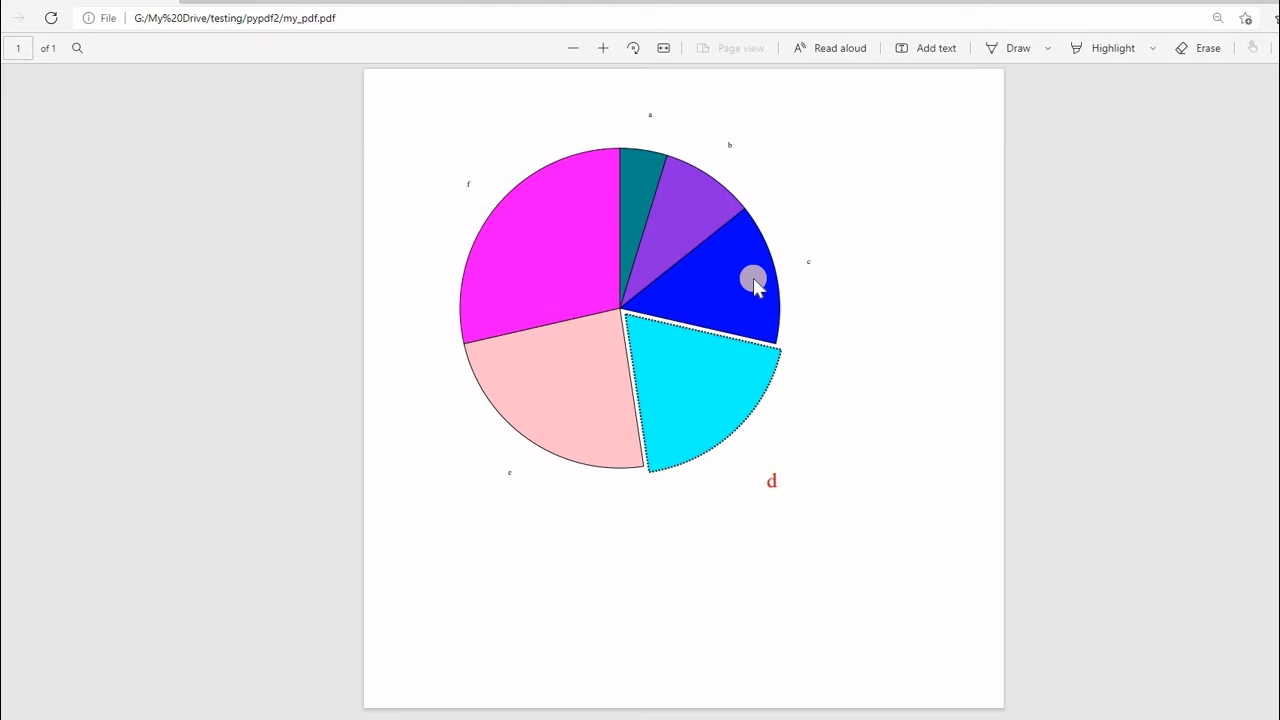 File G:/My%20Drive/testing/pypdf2/my_pdf.pdf
1 of 1 Page view Read aloud Add text Draw Highlight Erase
a
b
f
c
e
d